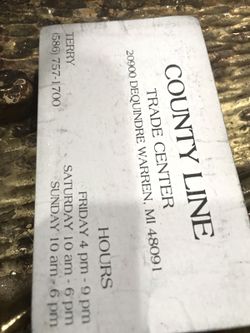 COUNTY LINE
TRADE CENTER
20900 DEQUINDRE WARREN, MI 48091
HOURS
FRIDAY 4 pm - 9 pm
SATURDAY 10 am - 6 pm
SUNDAY 10 am - 6 pm
TERRY
(586) 757-1700